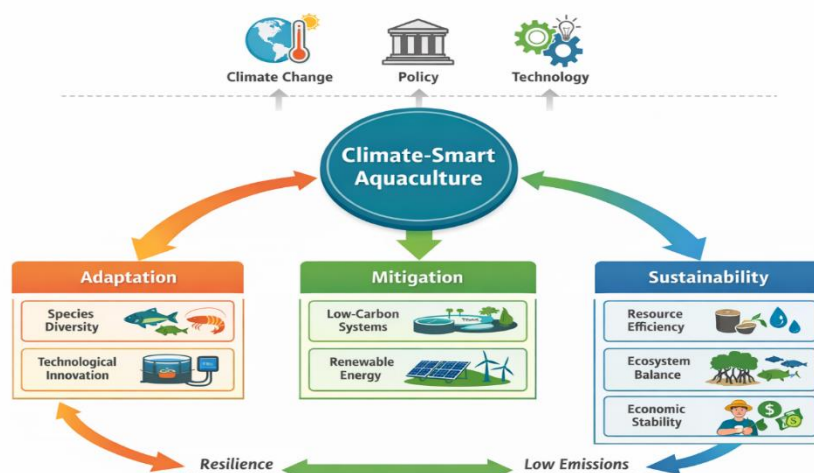 Climate Change
Policy
Technology
Climate-Smart
Aquaculture
Adaptation
Species
Diversity
Technological
Innovation
Mitigation
Low-Carbon
Systems
Renewable
Energy
Sustainability
Resource
Efficiency
Ecosystem
Balance
Economic
Stability
Resilience
Low Emissions